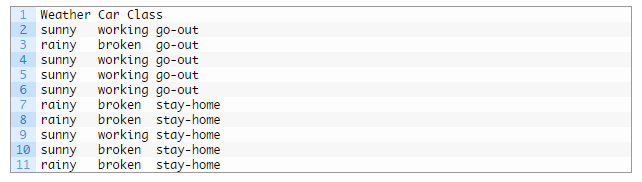 1 Weather Car Class
2 sunny   working go-out
3 rainy   broken  go-out
4 sunny   working go-out
5 sunny   working go-out
6 sunny   working go-out
7 rainy   broken  stay-home
8 rainy   broken  stay-home
9 sunny   working stay-home
10 sunny   broken  stay-home
11 rainy   broken  stay-home